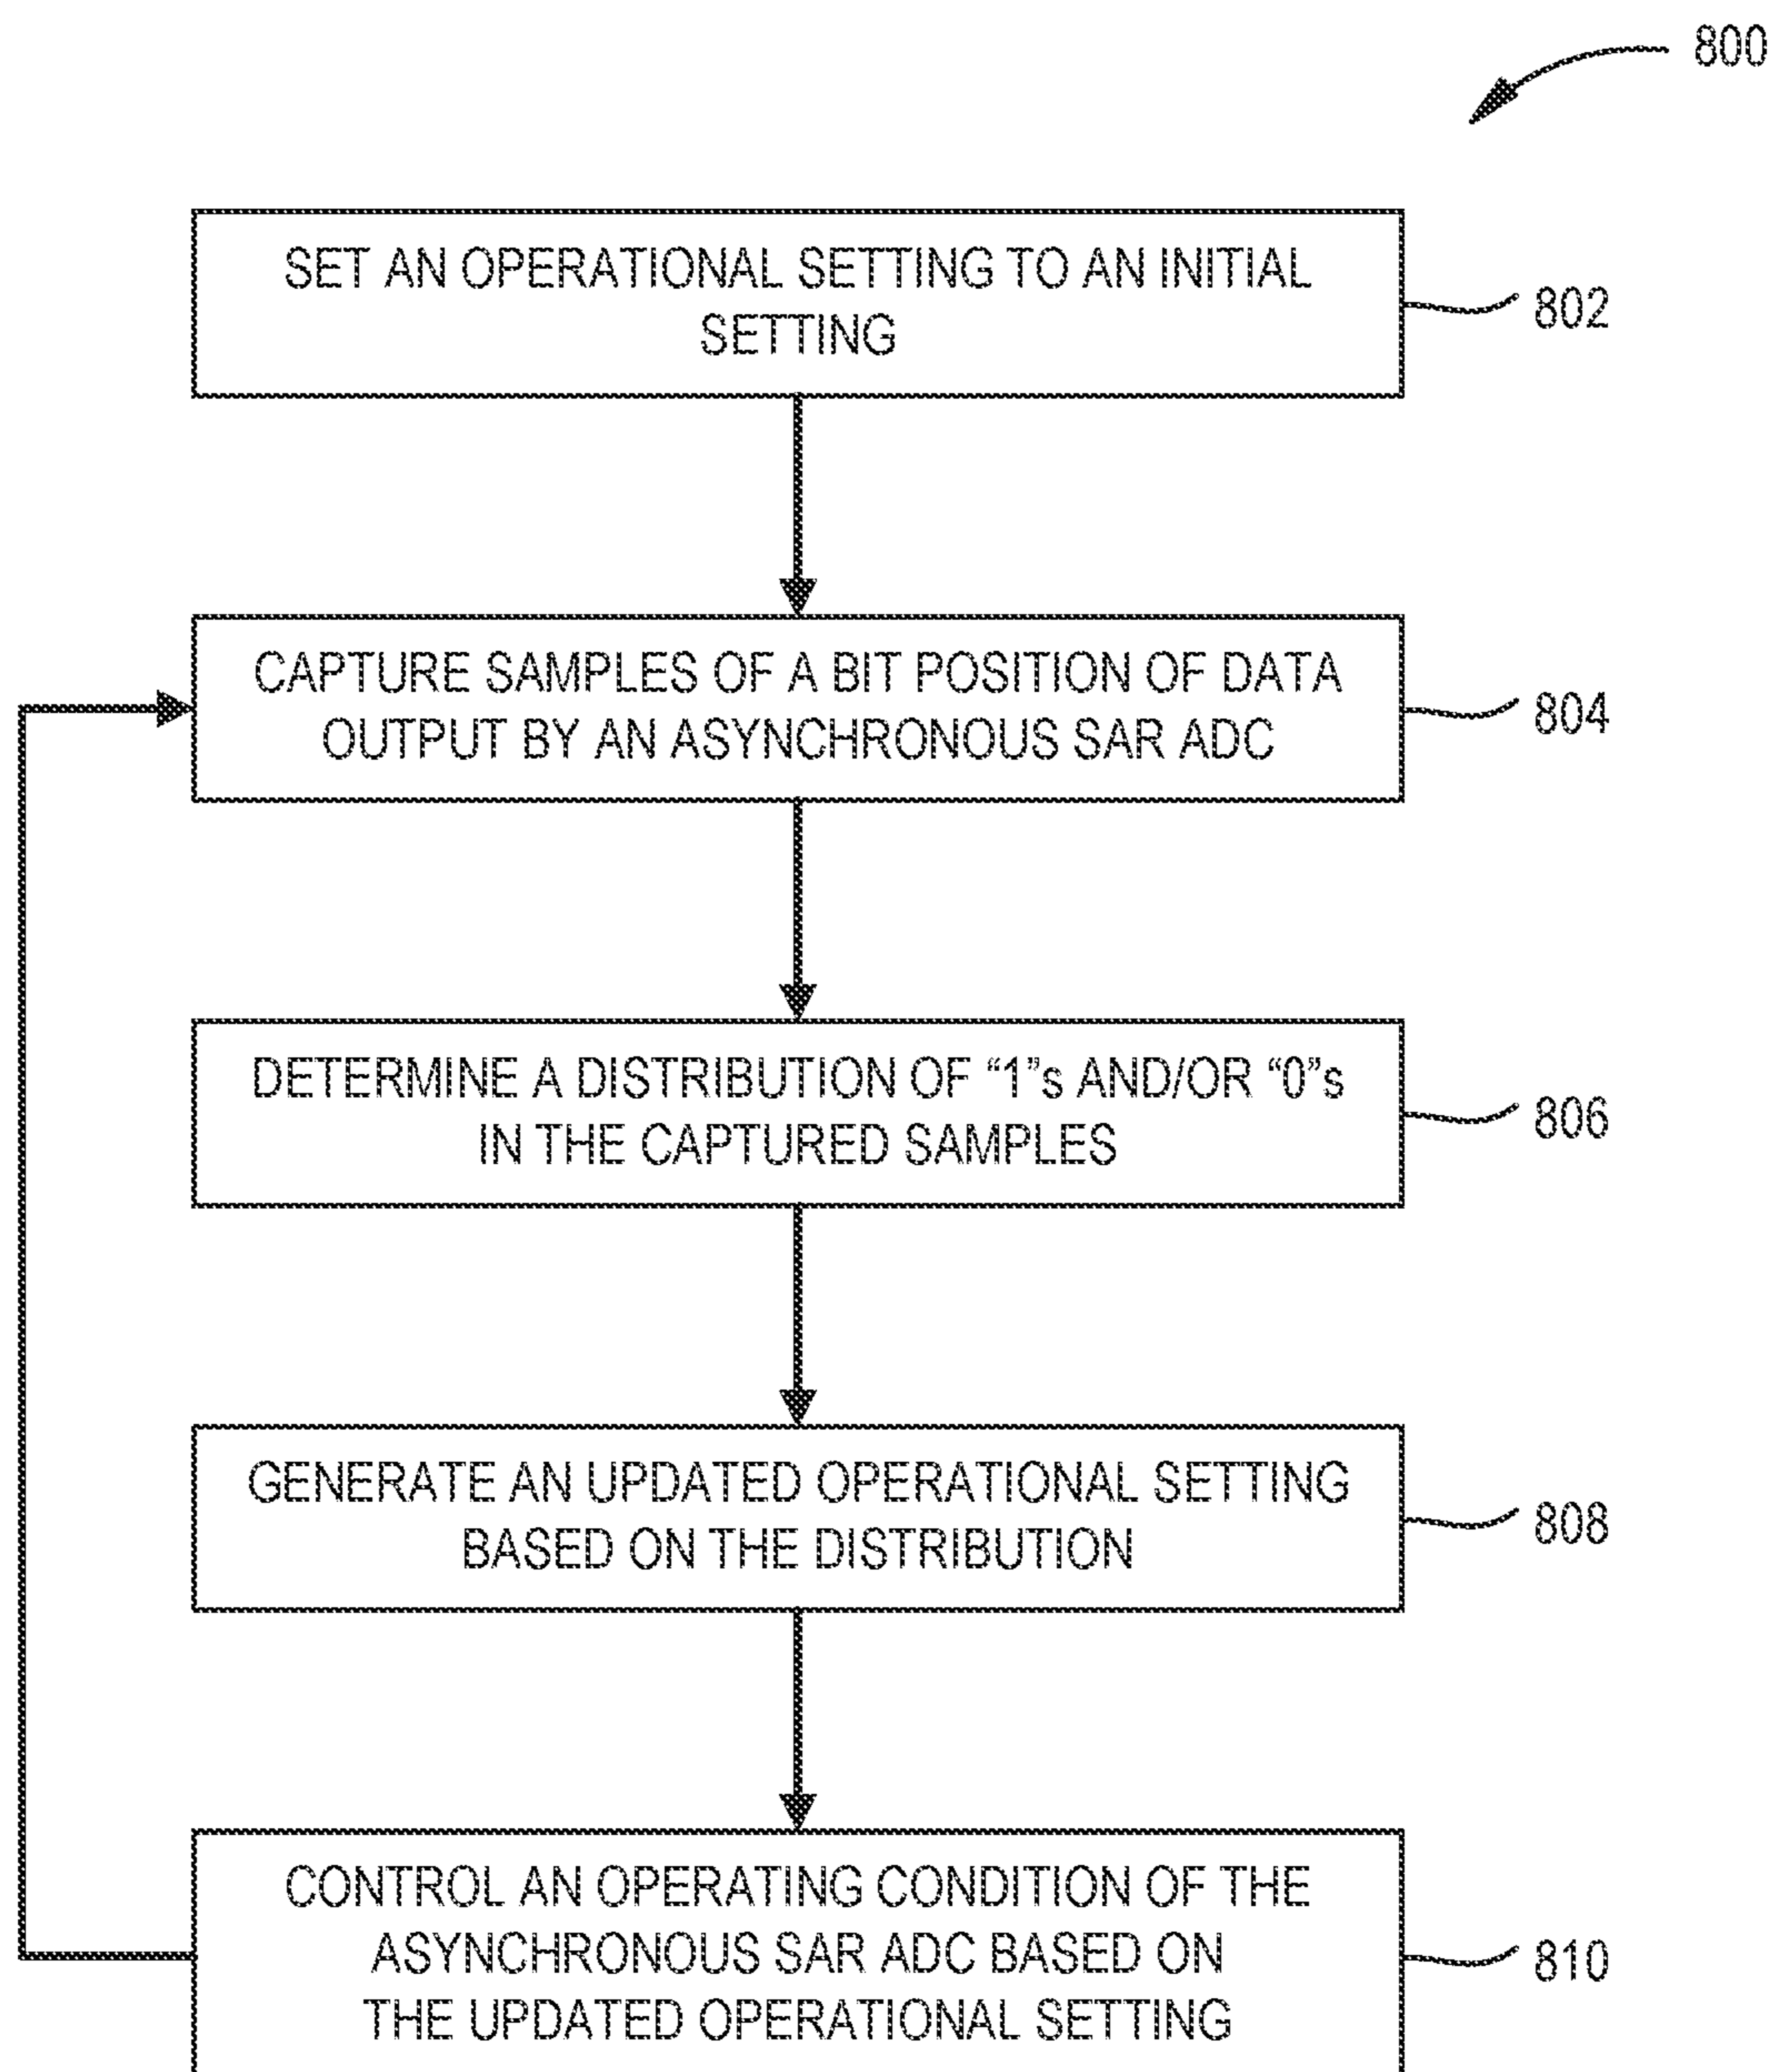 800
SET AN OPERATIONAL SETTING TO AN INITIAL
SETTING
802
CAPTURE SAMPLES OF A BIT POSITION OF DATA
OUTPUT BY AN ASYNCHRONOUS SAR ADC
804
DETERMINE A DISTRIBUTION OF “1”s AND/OR “0”s
IN THE CAPTURED SAMPLES
806
GENERATE AN UPDATED OPERATIONAL SETTING
BASED ON THE DISTRIBUTION
808
CONTROL AN OPERATING CONDITION OF THE
ASYNCHRONOUS SAR ADC BASED ON
THE UPDATED OPERATIONAL SETTING
810